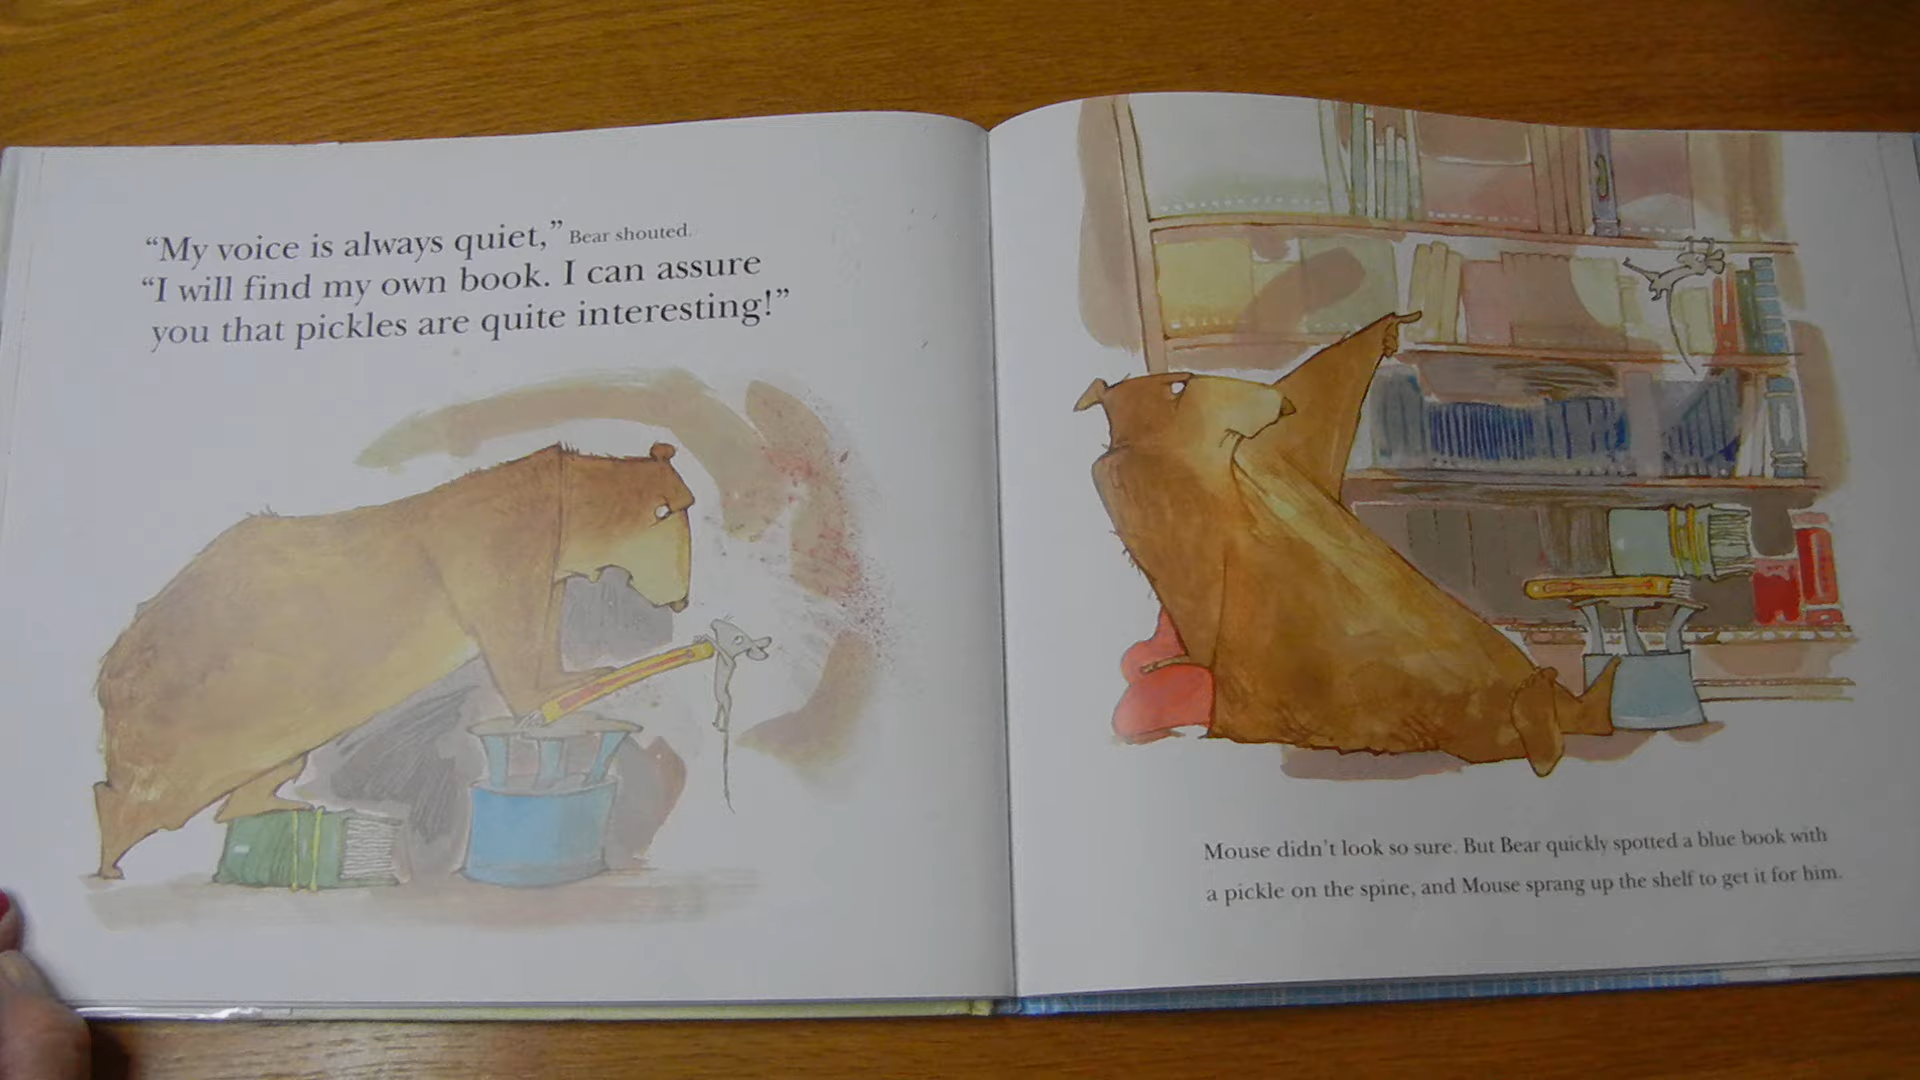 “My voice is always quiet,” Bear shouted.
“I will find my own book. I can assure
you that pickles are quite interesting!”
Mouse didn’t look so sure. But Bear quickly spotted a blue book with
a pickle on the spine, and Mouse sprang up the shelf to get it for him.